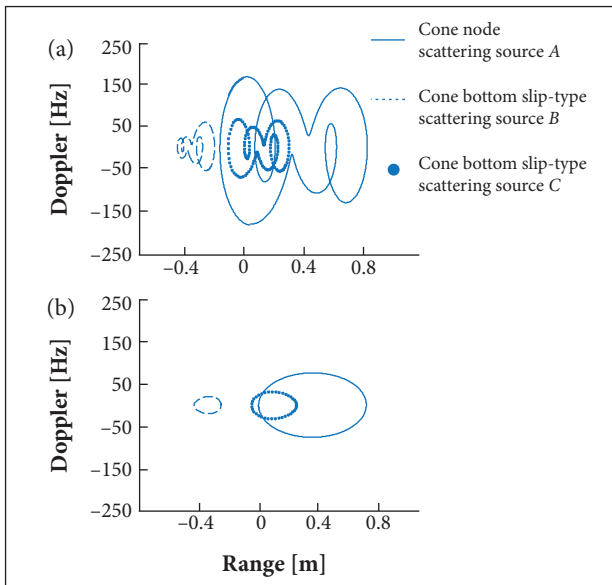 (a)
250
150
50
−50
−150
−250
Doppler [Hz]
−0.4 0 0.4 0.8
Cone node
scattering source A
Cone bottom slip-type
scattering source B
Cone bottom slip-type
scattering source C
(b)
250
150
50
−50
−150
−250
Doppler [Hz]
−0.4 0 0.4 0.8
Range [m]